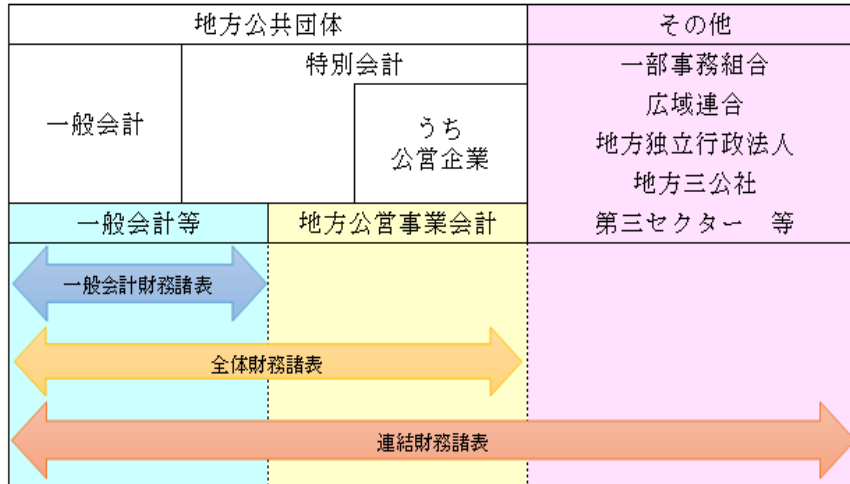 地方公共団体
その他
一般会計
特別会計
うち
公営企業
一部事務組合
広域連合
地方独立行政法人
地方三公社
第三セクター 等
一般会計等
地方公営事業会計
一般会計財務諸表
全体財務諸表
連結財務諸表